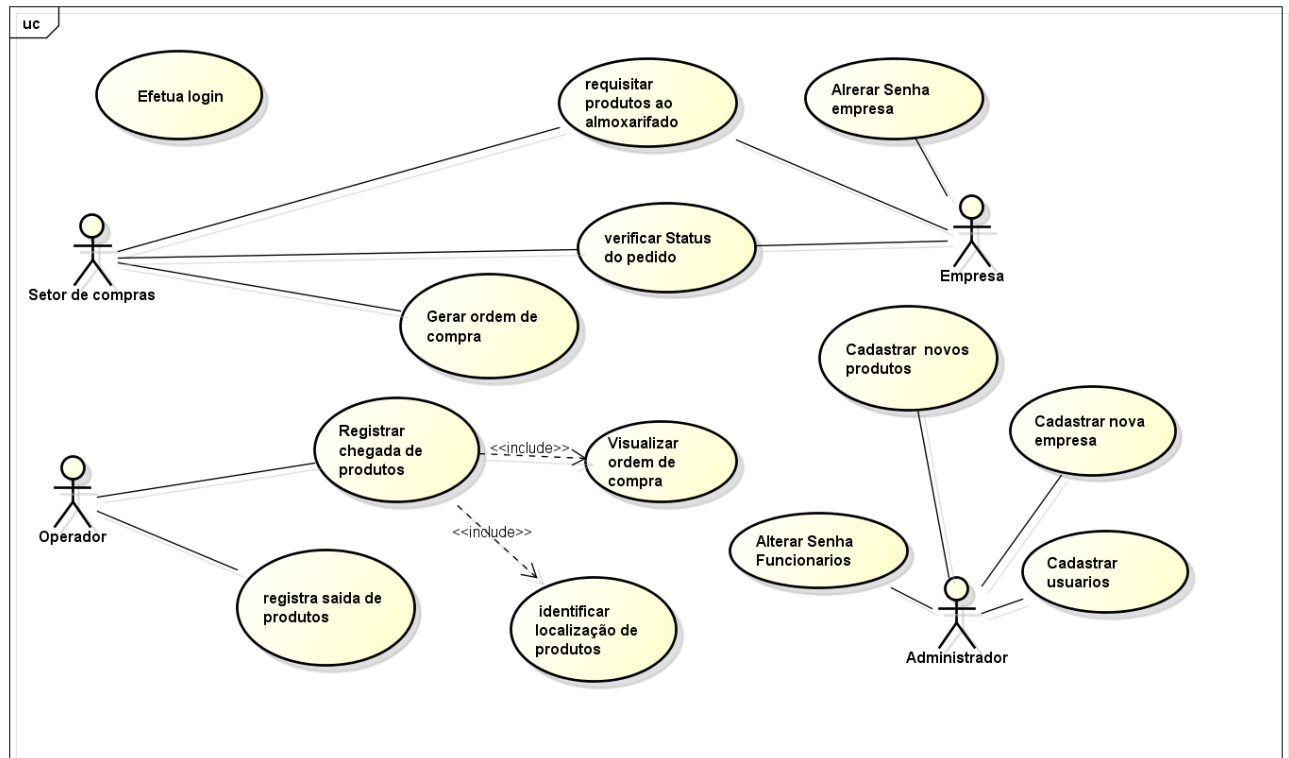 uc
Efetua login
requisitar
produtos ao
almoxarifado
Alrerar Senha
empresa
verificar Status
do pedido
Setor de compras
Empresa
Gerar ordem de
compra
Cadastrar novos
produtos
Registrar
chegada de
produtos
<<include>>
Visualizar
ordem de
compra
Cadastrar nova
empresa
Operador
<<include>>
Alterar Senha
Funcionarios
Cadastrar
usuarios
registra saida de
produtos
identificar
localização de
produtos
Administrador